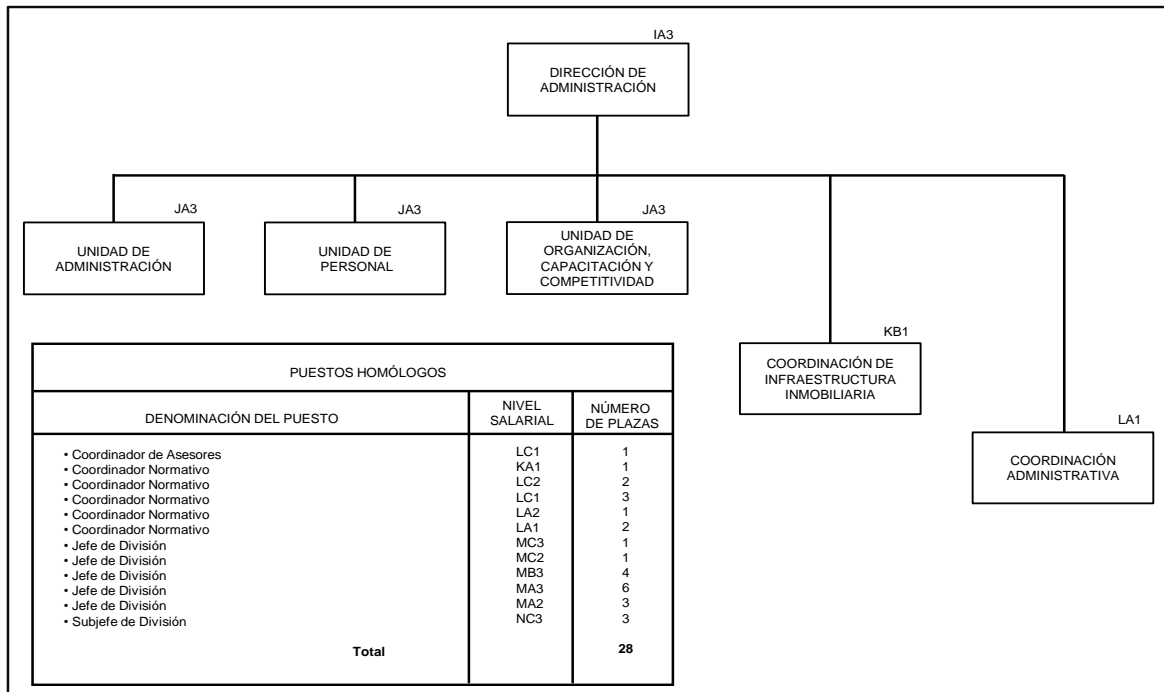 IA3
DIRECCIÓN DE
ADMINISTRACIÓN
JA3
UNIDAD DE
ADMINISTRACIÓN
JA3
UNIDAD DE
PERSONAL
JA3
UNIDAD DE
ORGANIZACIÓN,
CAPACITACIÓN Y
COMPETITIVIDAD
KB1
COORDINACIÓN DE
INFRAESTRUCTURA
INMOBILIARIA
LA1
COORDINACIÓN
ADMINISTRATIVA
PUESTOS HOMÓLOGOS
DENOMINACIÓN DEL PUESTO
NIVEL
SALARIAL
NÚMERO
DE PLAZAS
• Coordinador de Asesores LC1 1
• Coordinador Normativo KA1 1
• Coordinador Normativo LC2 2
• Coordinador Normativo LC1 3
• Coordinador Normativo LA2 1
• Coordinador Normativo LA1 2
• Jefe de División MC3 1
• Jefe de División MC2 1
• Jefe de División MB3 4
• Jefe de División MA3 6
• Jefe de División MA2 3
• Subjefe de División NC3 3
Total 28